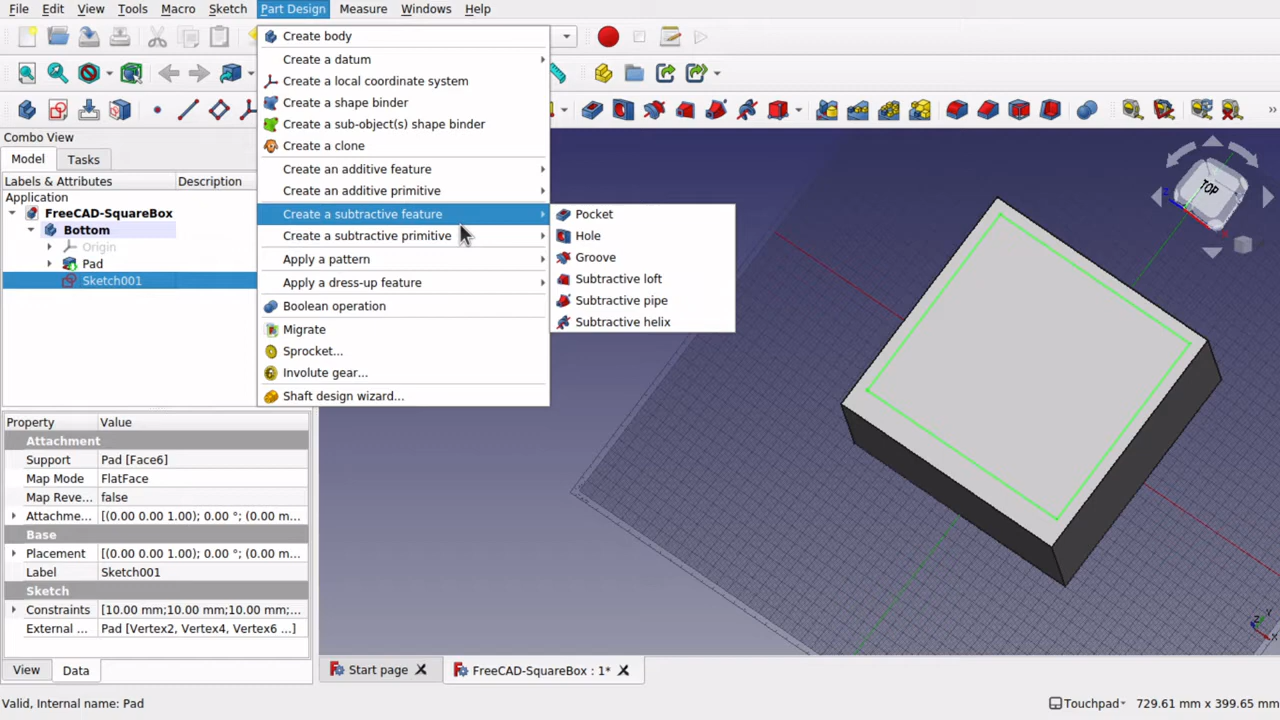 File Edit View Tools Macro Sketch Part Design Measure Windows Help
Create body
Create a datum
Create a local coordinate system
Create a shape binder
Create a sub-object(s) shape binder
Create a clone
Create an additive feature
Create an additive primitive
Create a subtractive feature
Create a subtractive primitive
Apply a pattern
Apply a dress-up feature
Boolean operation
Migrate
Sprocket...
Involute gear...
Shaft design wizard...
Pocket
Hole
Groove
Subtractive loft
Subtractive pipe
Subtractive helix
Combo View
Model Tasks
Labels & Attributes Description
Application
FreeCAD-SquareBox
Bottom
Origin
Pad
Sketch001
Property Value
Attachment
Support Pad [Face6]
Map Mode FlatFace
Map Reve... false
Attachme... [(0.00 0.00 1.00); 0.00 °; (0.00 m...
Base
Placement [(0.00 0.00 1.00); 0.00 °; (0.00 m...
Label Sketch001
Sketch
Constraints [10.00 mm;10.00 mm;10.00 mm;...
External ... Pad [Vertex2, Vertex4, Vertex6 ...]
View Data
TOP
Z
Y
Z
X
Start page FreeCAD-SquareBox : 1*
Valid, Internal name: Pad
Touchpad 729.61 mm x 399.65 mm